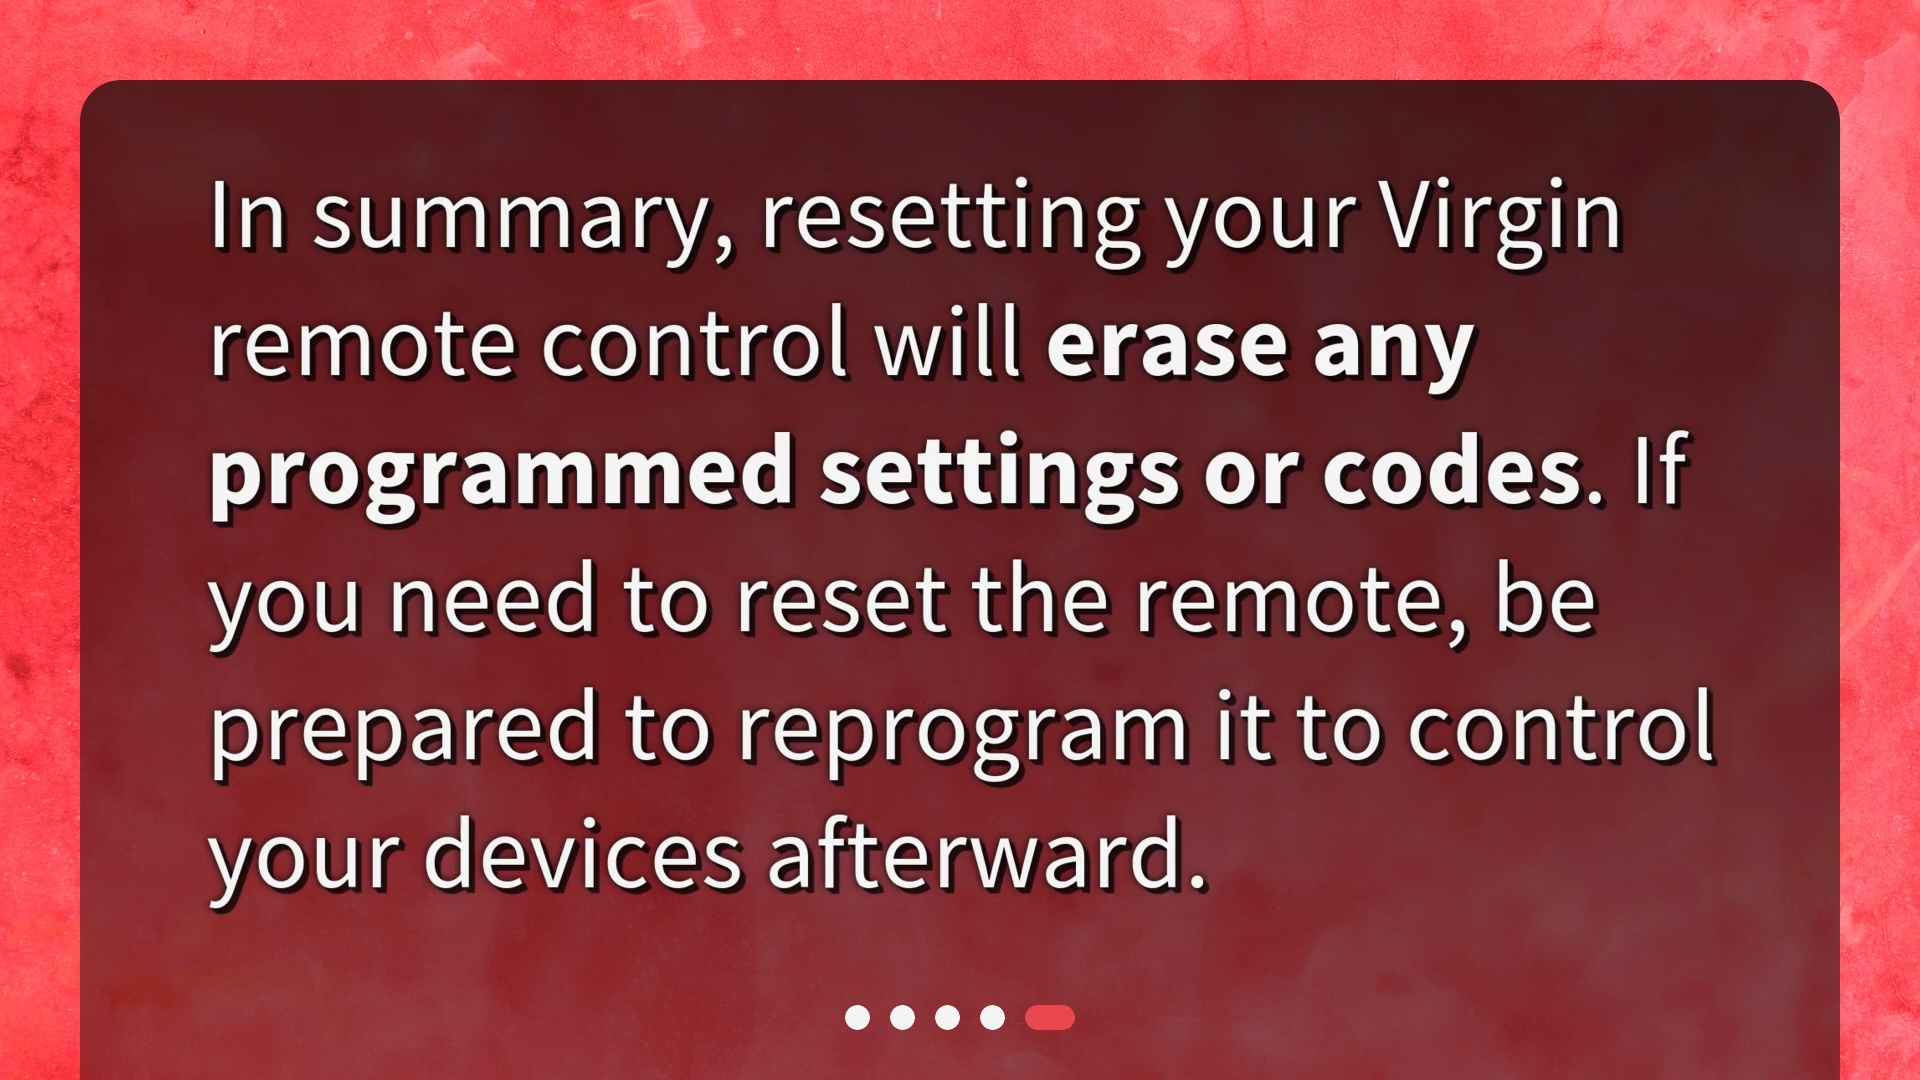 In summary, resetting your Virgin
remote control will erase any
programmed settings or codes. If
you need to reset the remote, be
prepared to reprogram it to control
your devices afterward.